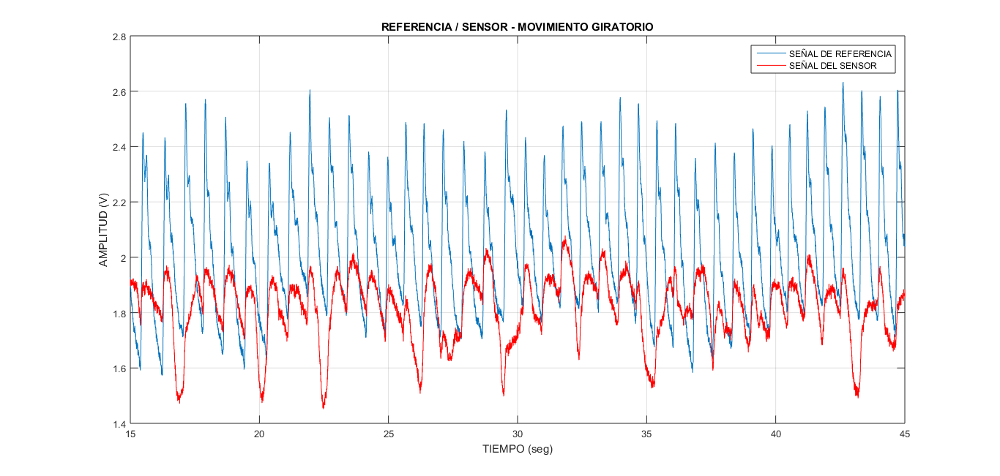 REFERENCIA / SENSOR - MOVIMIENTO GIRATORIO
SEÑAL DE REFERENCIA
SEÑAL DEL SENSOR
AMPLITUD (V)
2.8
2.6
2.4
2.2
2
1.8
1.6
1.4
15 20 25 30 35 40 45
TIEMPO (seg)